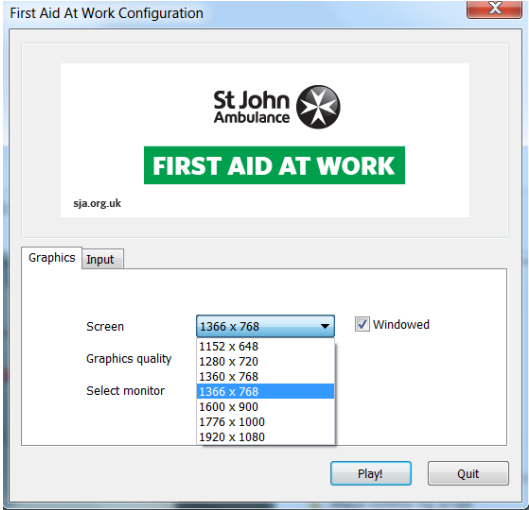 First Aid At Work Configuration
X
St John
Ambulance
FIRST AID AT WORK
sja.org.uk
Graphics Input
Screen 1366 x 768 Windowed
1152 x 648
1280 x 720
Graphics quality
1360 x 768
Select monitor 1366 x 768
1600 x 900
1776 x 1000
1920 x 1080
Play! Quit